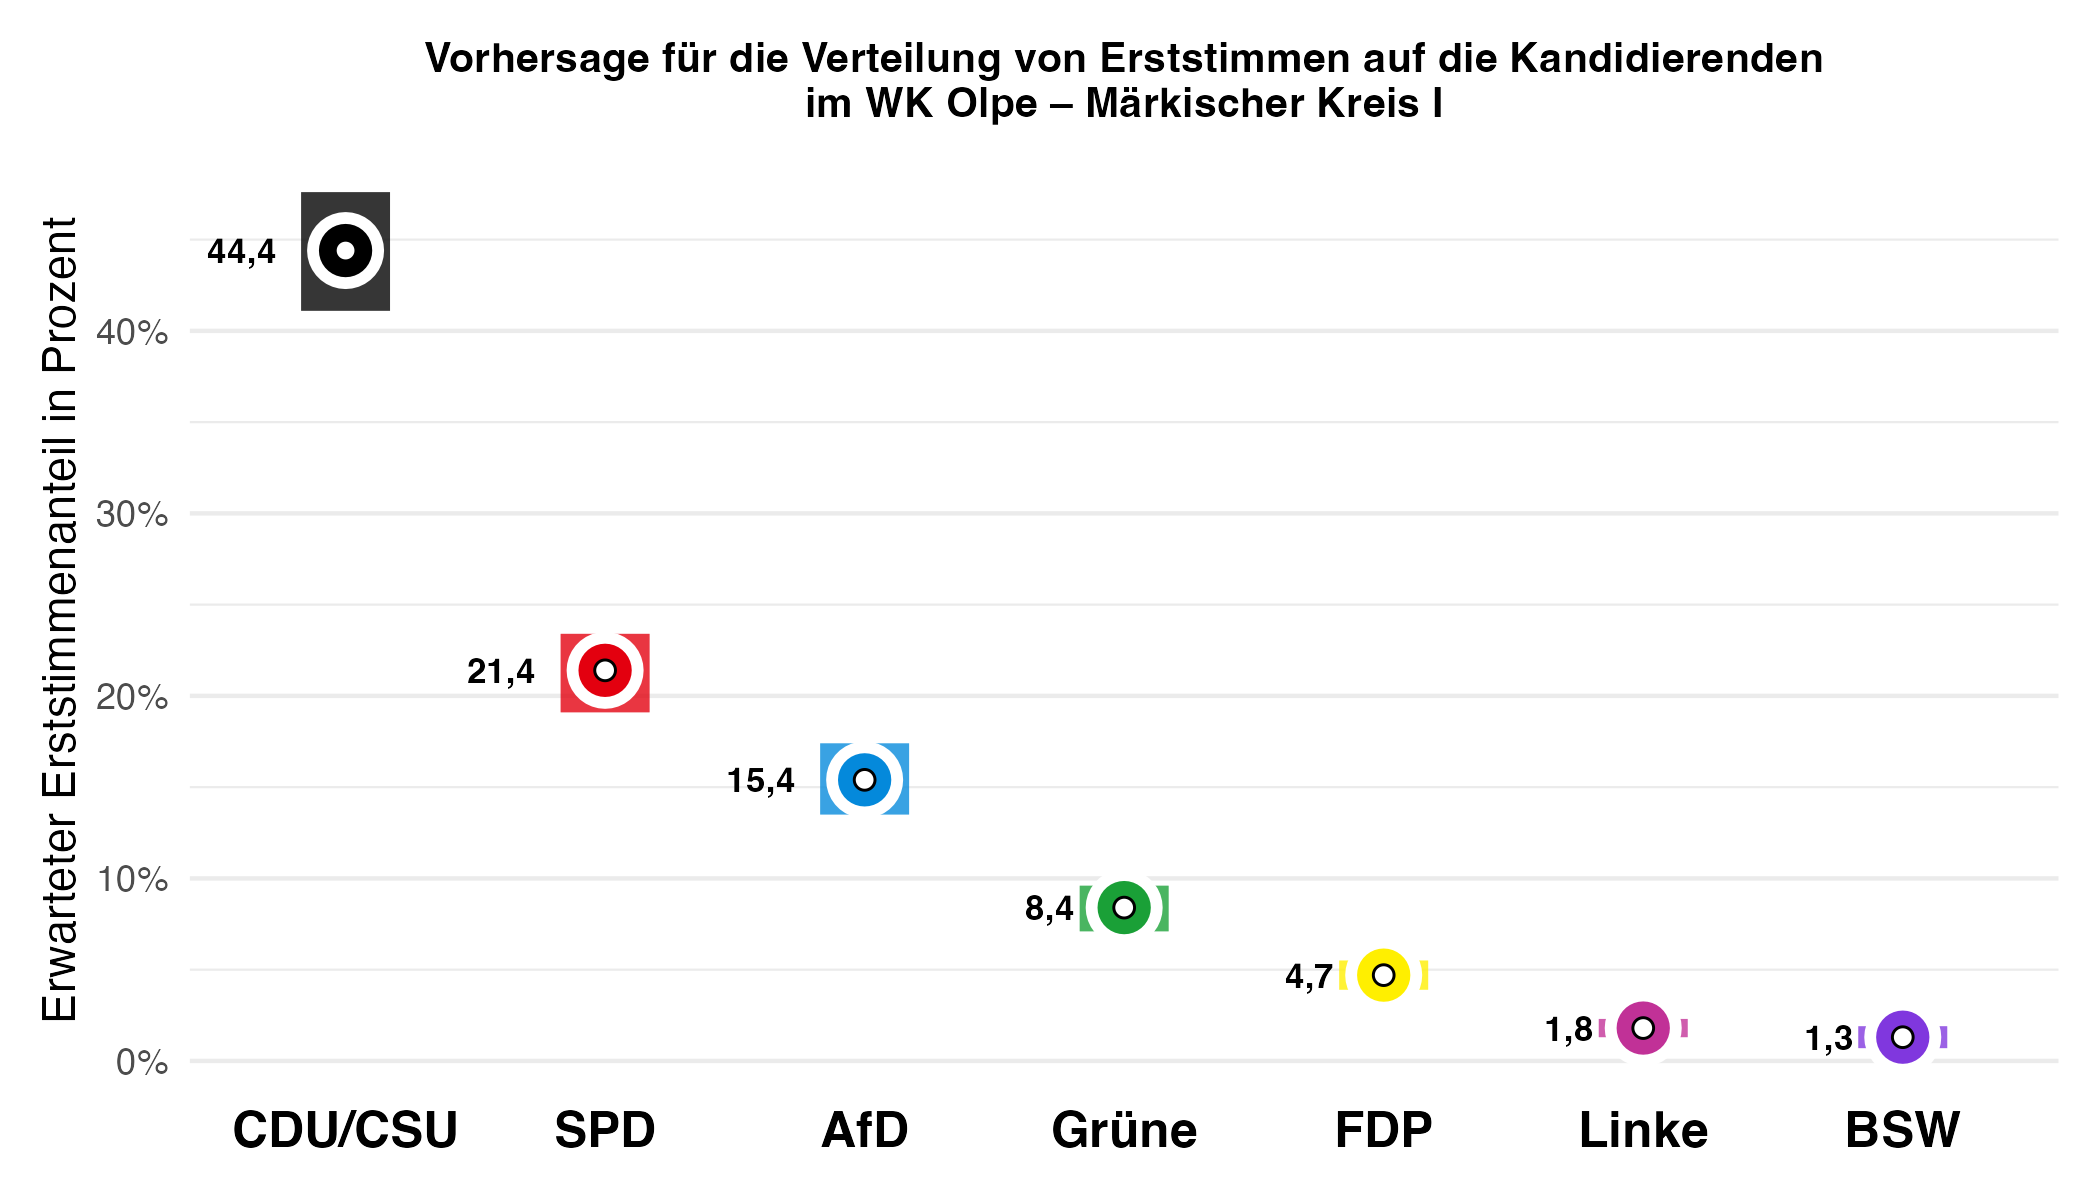 Vorhersage für die Verteilung von Erststimmen auf die Kandidierenden
im WK Olpe – Märkischer Kreis I
Erwarteter Erststimmenanteil in Prozent
40%
30%
20%
10%
0%
44,4
21,4
15,4
8,4
4,7
1,8
1,3
CDU/CSU
SPD
AfD
Grüne
FDP
Linke
BSW